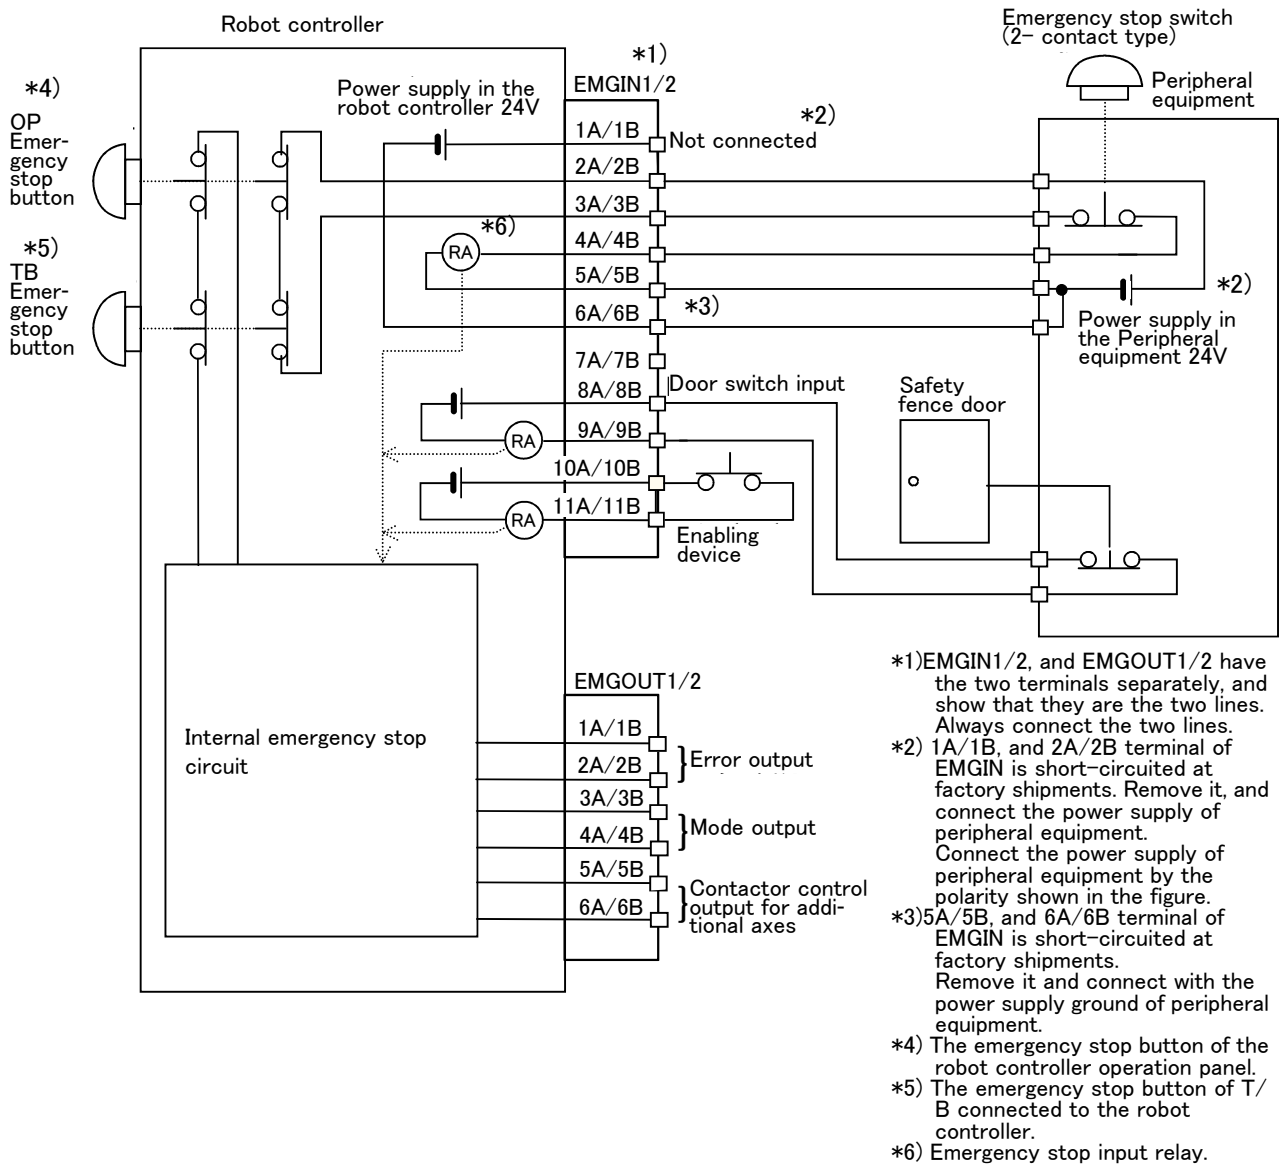 Robot controller
Emergency stop switch
(2- contact type)
*1)
*4)
Power supply in the
robot controller 24V
EMGIN1/2
Peripheral
equipment
OP
Emer-
gency
stop
button
1A/1B
*2)
Not connected
2A/2B
3A/3B
*6)
RA
4A/4B
*5)
TB
Emer-
gency
stop
button
5A/5B
*3)
*2)
6A/6B
Power supply in
the Peripheral
equipment 24V
7A/7B
8A/8B
Door switch input
Safety
fence door
9A/9B
RA
10A/10B
11A/11B
RA
Enabling
device
Internal emergency stop
circuit
EMGOUT1/2
1A/1B
2A/2B
Error output
3A/3B
4A/4B
Mode output
5A/5B
6A/6B
Contactor control
output for addi-
tional axes
*1)EMGIN1/2, and EMGOUT1/2 have
the two terminals separately, and
show that they are the two lines.
Always connect the two lines.
*2) 1A/1B, and 2A/2B terminal of
EMGIN is short-circuited at
factory shipments. Remove it, and
connect the power supply of
peripheral equipment.
Connect the power supply of
peripheral equipment by the
polarity shown in the figure.
*3)5A/5B, and 6A/6B terminal of
EMGIN is short-circuited at
factory shipments.
Remove it and connect with the
power supply ground of peripheral
equipment.
*4) The emergency stop button of the
robot controller operation panel.
*5) The emergency stop button of T/
B connected to the robot
controller.
*6) Emergency stop input relay.